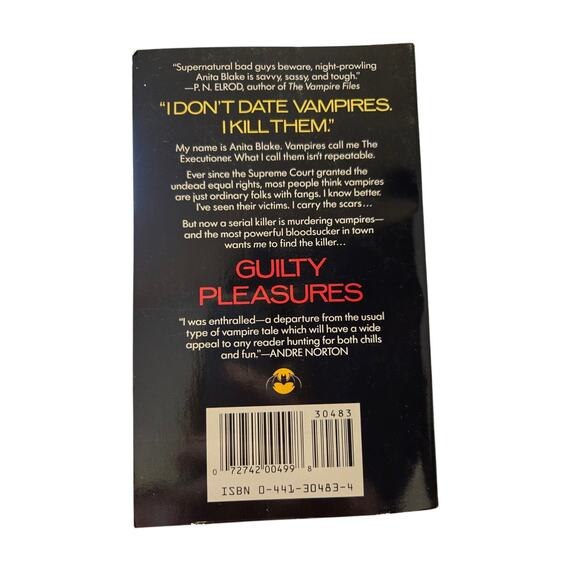 "Supernatural bad guys beware, night-prowling
Anita Blake is savvy, sassy, and tough."
—P. N. ELROD, author of The Vampire Files
"I DON'T DATE VAMPIRES.
I KILL THEM."
My name is Anita Blake. Vampires call me The
Executioner. What I call them isn't repeatable.
Ever since the Supreme Court granted the
undead equal rights, most people think vampires
are just ordinary folks with fangs. I know better.
I've seen their victims. I carry the scars...
But now a serial killer is murdering vampires—
and the most powerful bloodsucker in town
wants me to find the killer...
GUILTY
PLEASURES
"I was enthralled—a departure from the usual
type of vampire tale which will have a wide
appeal to any reader hunting for both chills
and fun."—ANDRE NORTON
30483
0 72742 00499 8
ISBN 0-441-30483-4